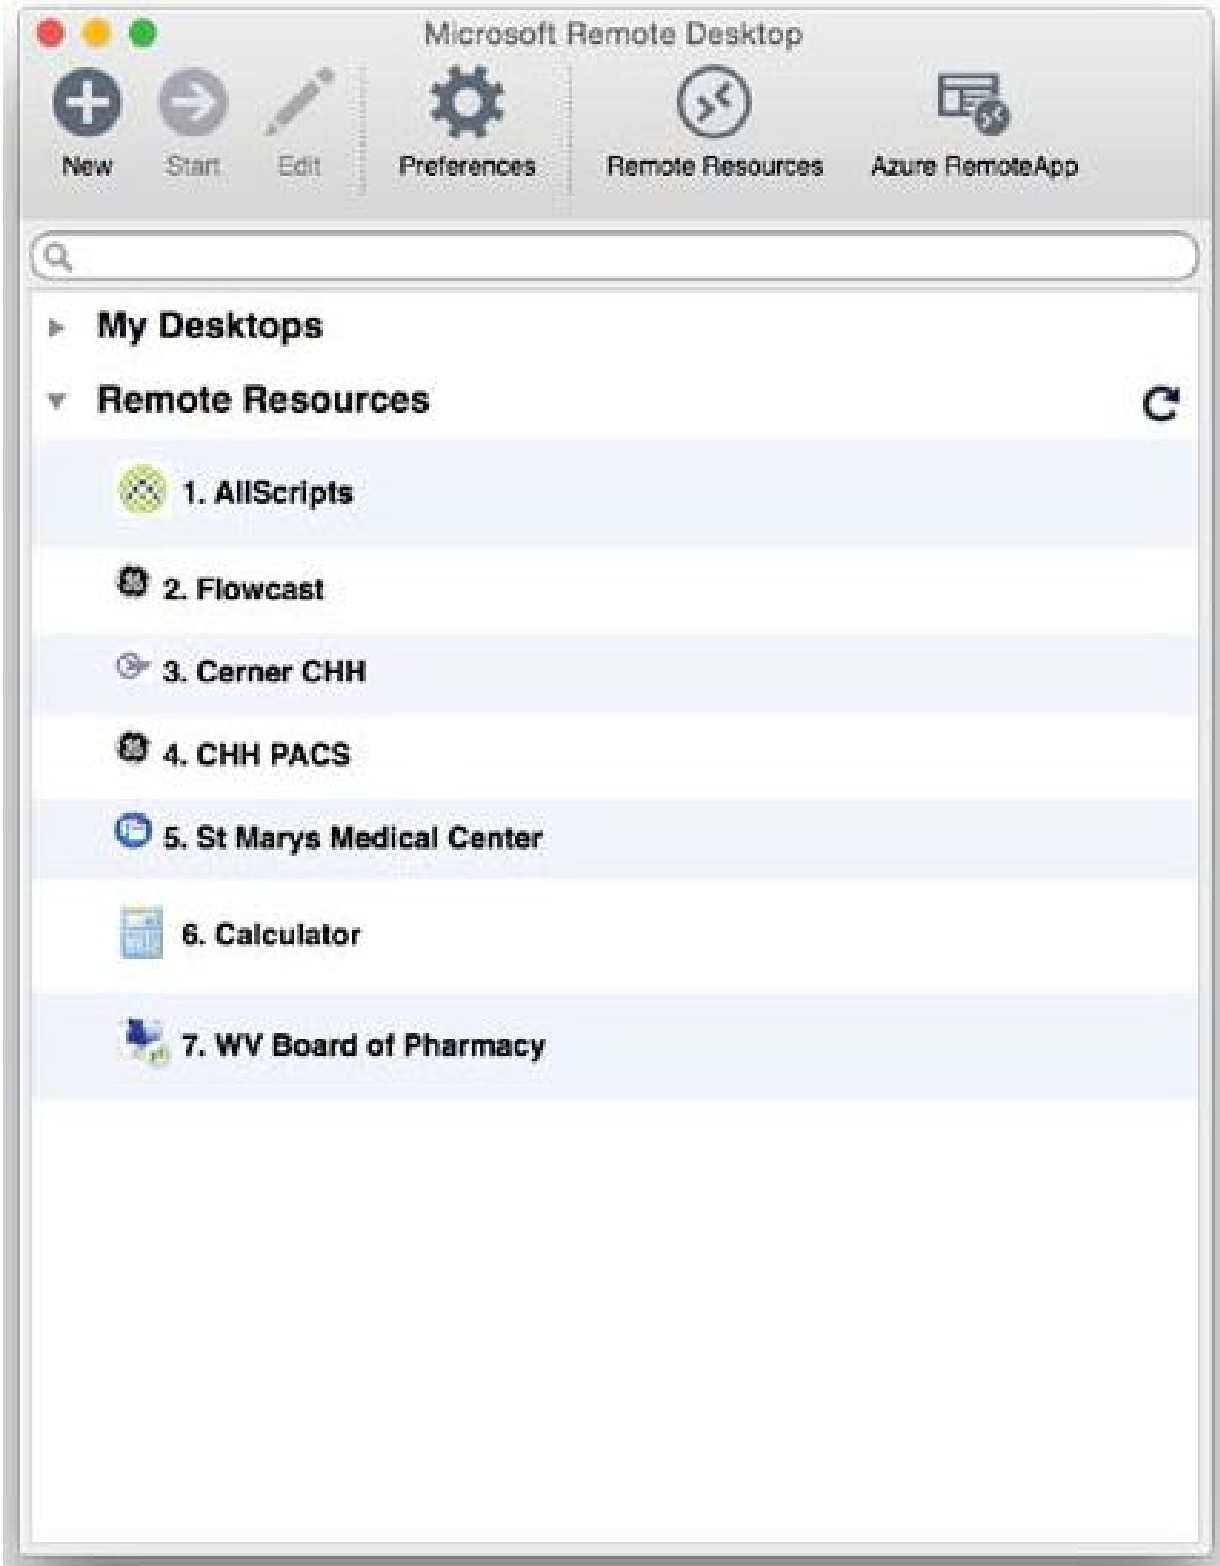 Microsoft Remote Desktop
New Start Edit Preferences Remote Resources Azure RemoteApp
My Desktops
Remote Resources
1. AllScripts
2. Flowcast
3. Cerner CHH
4. CHH PACS
5. St Marys Medical Center
6. Calculator
7. WV Board of Pharmacy